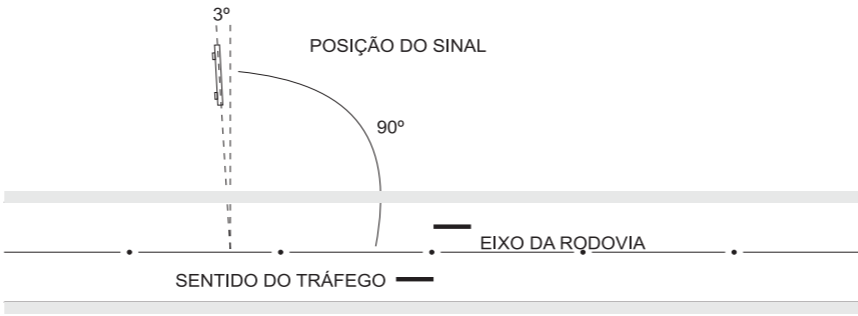 3º
POSIÇÃO DO SINAL
90º
EIXO DA RODOVIA
SENTIDO DO TRÁFEGO